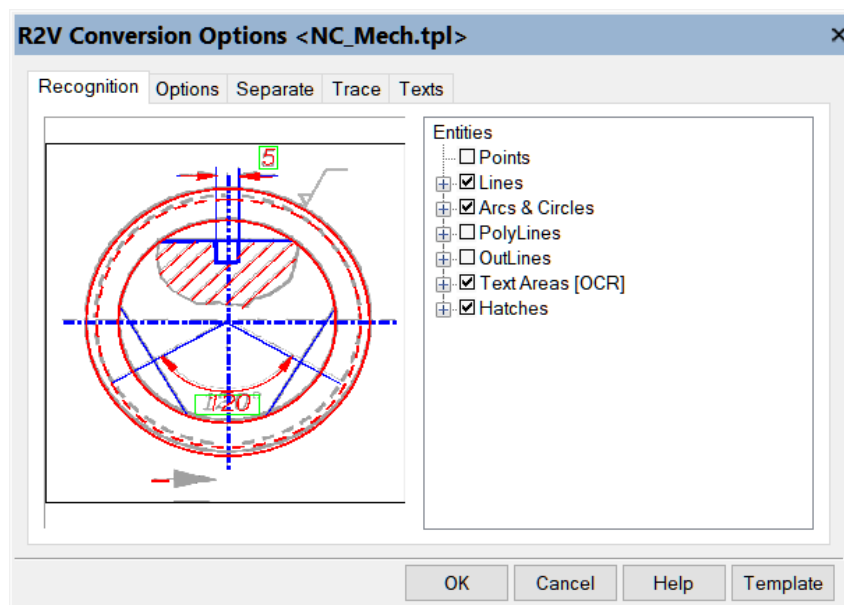 R2V Conversion Options <NC_Mech.tpl>
Recognition Options Separate Trace Texts
5
120°
Entities
Points
Lines
Arcs & Circles
PolyLines
OutLines
Text Areas [OCR]
Hatches
OK Cancel Help Template